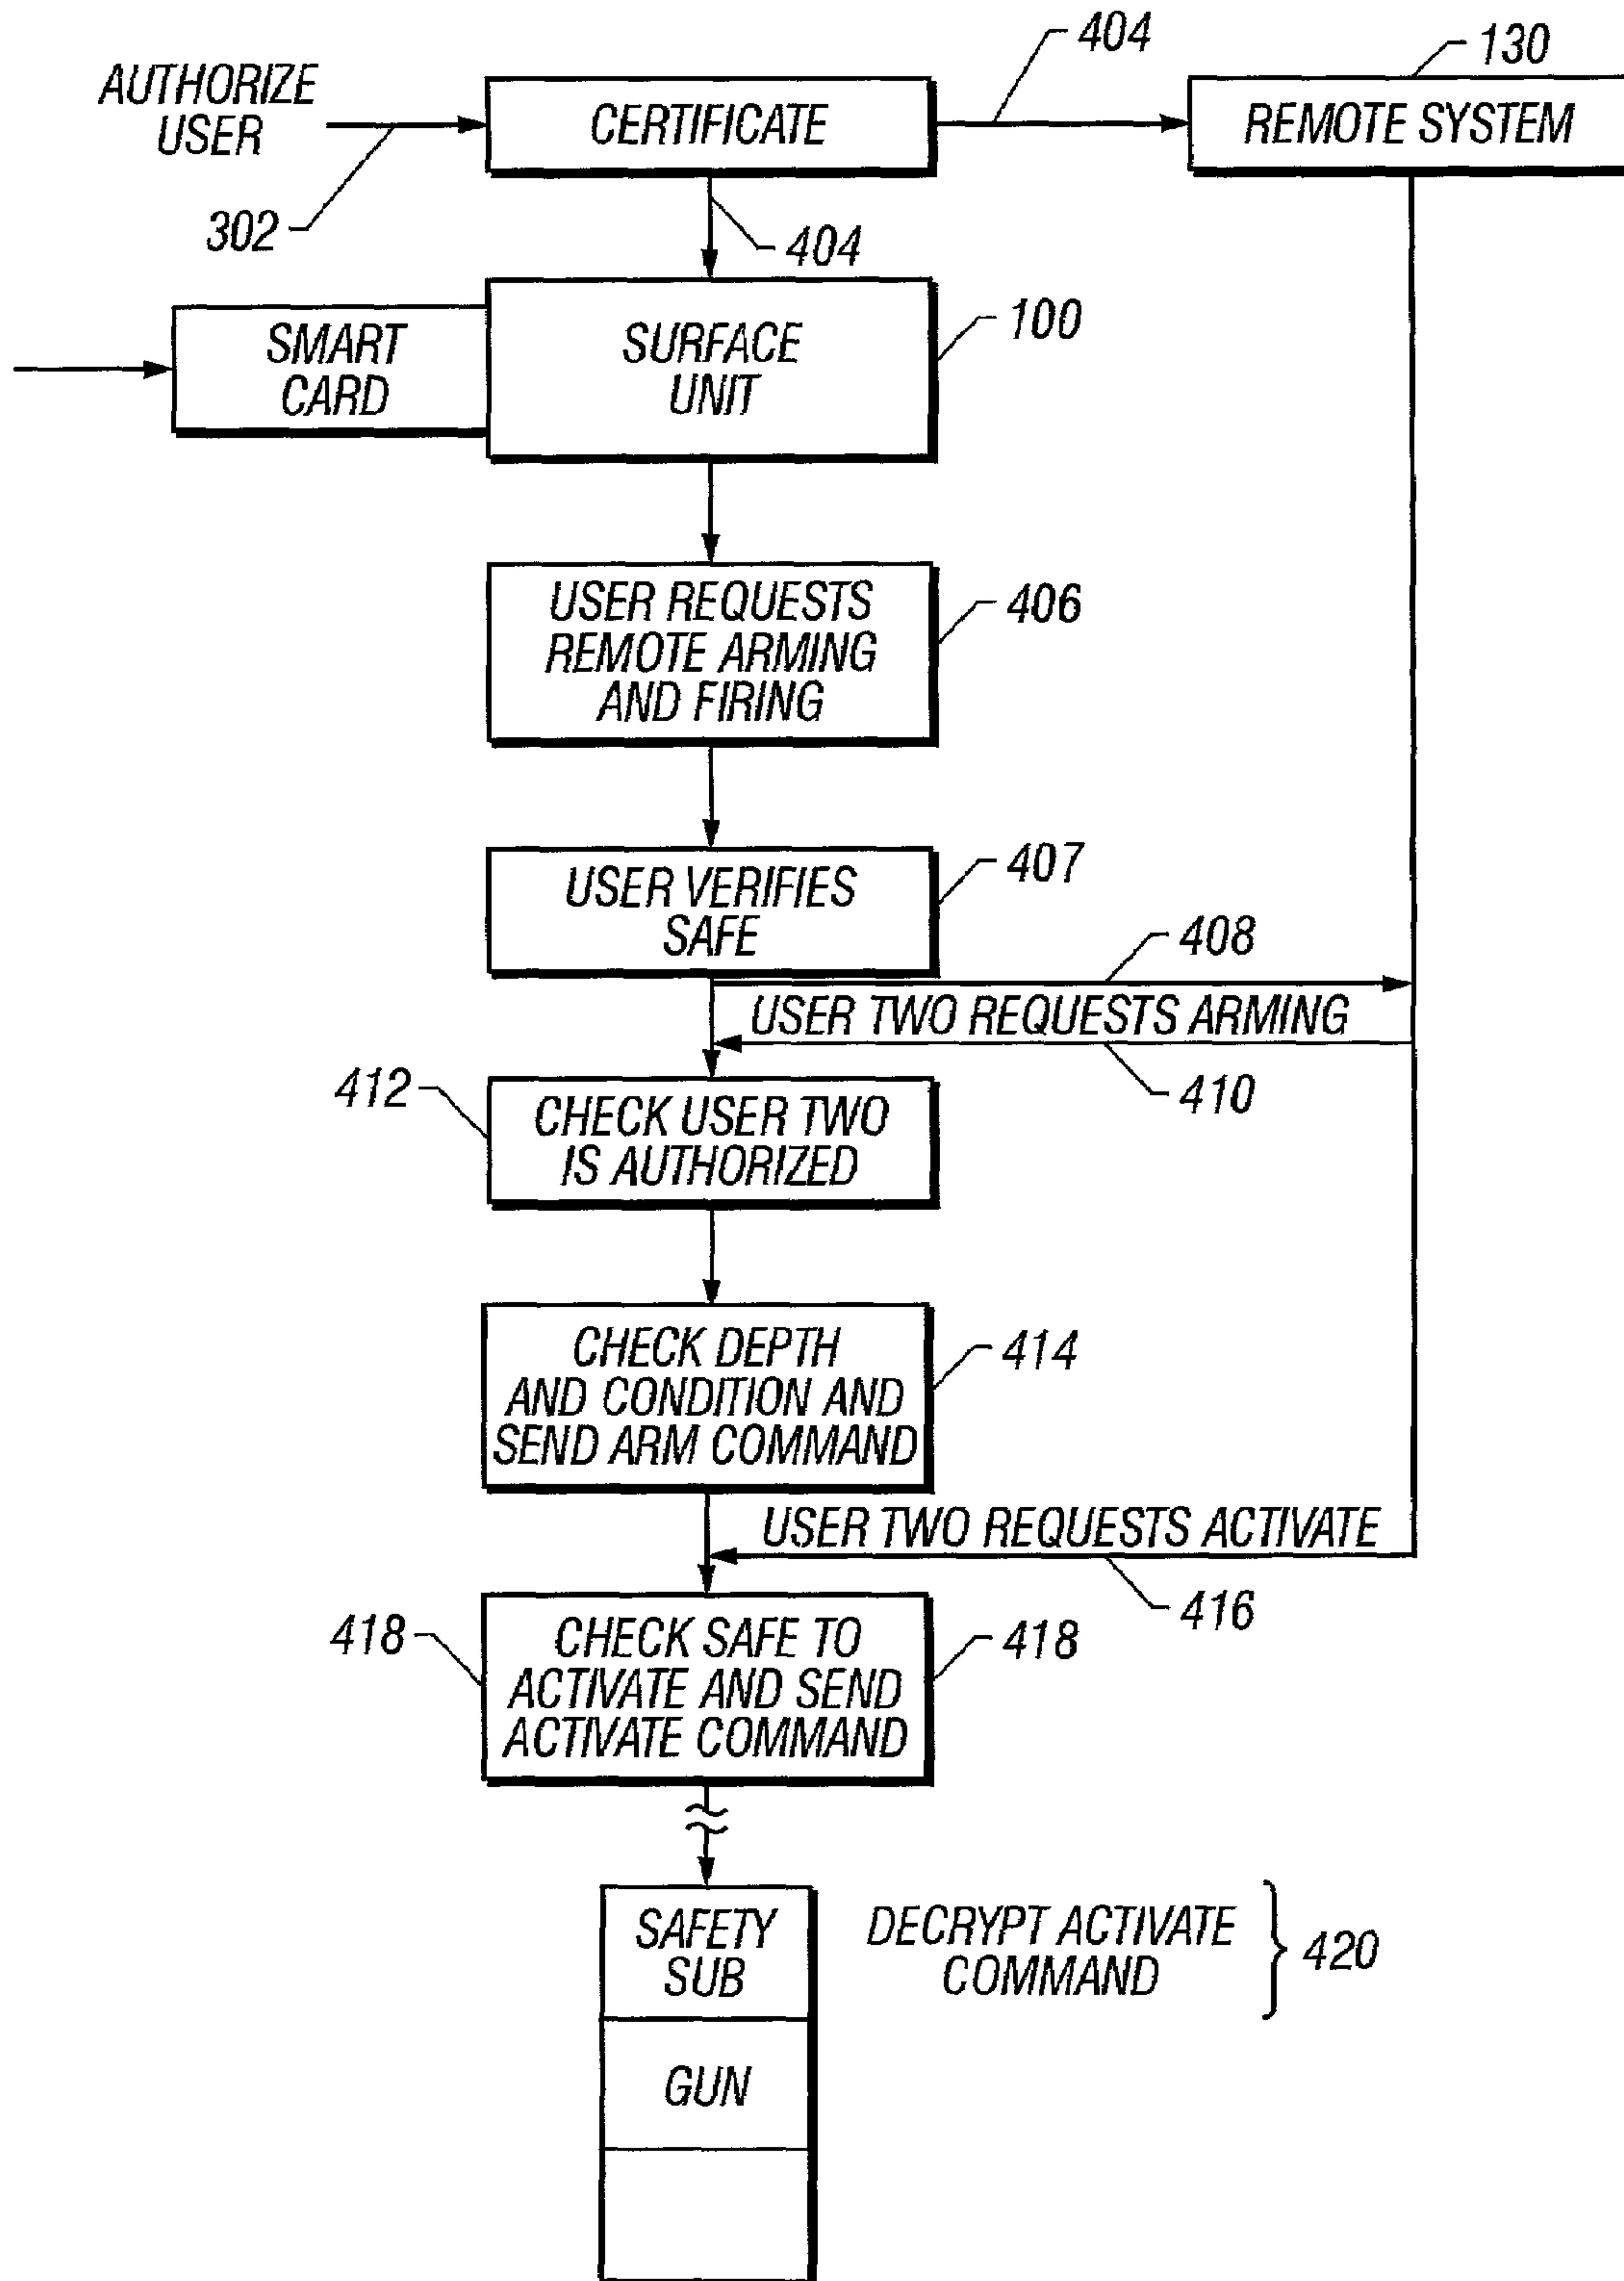 404
130
AUTHORIZE
USER
CERTIFICATE
REMOTE SYSTEM
302
404
SMART
CARD
SURFACE
UNIT
100
USER REQUESTS
REMOTE ARMING
AND FIRING
406
USER VERIFIES
SAFE
407
408
USER TWO REQUESTS ARMING
410
412
CHECK USER TWO
IS AUTHORIZED
CHECK DEPTH
AND CONDITION AND
SEND ARM COMMAND
414
USER TWO REQUESTS ACTIVATE
416
418
CHECK SAFE TO
ACTIVATE AND SEND
ACTIVATE COMMAND
418
SAFETY
SUB
DECRYPT ACTIVATE
COMMAND
420
GUN